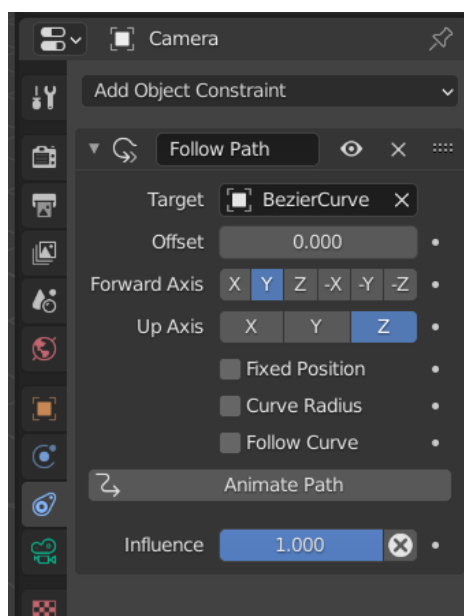 Camera
Add Object Constraint
Follow Path
Target BezierCurve
Offset 0.000
Forward Axis X Y Z -X -Y -Z
Up Axis X Y Z
Fixed Position
Curve Radius
Follow Curve
Animate Path
Influence 1.000